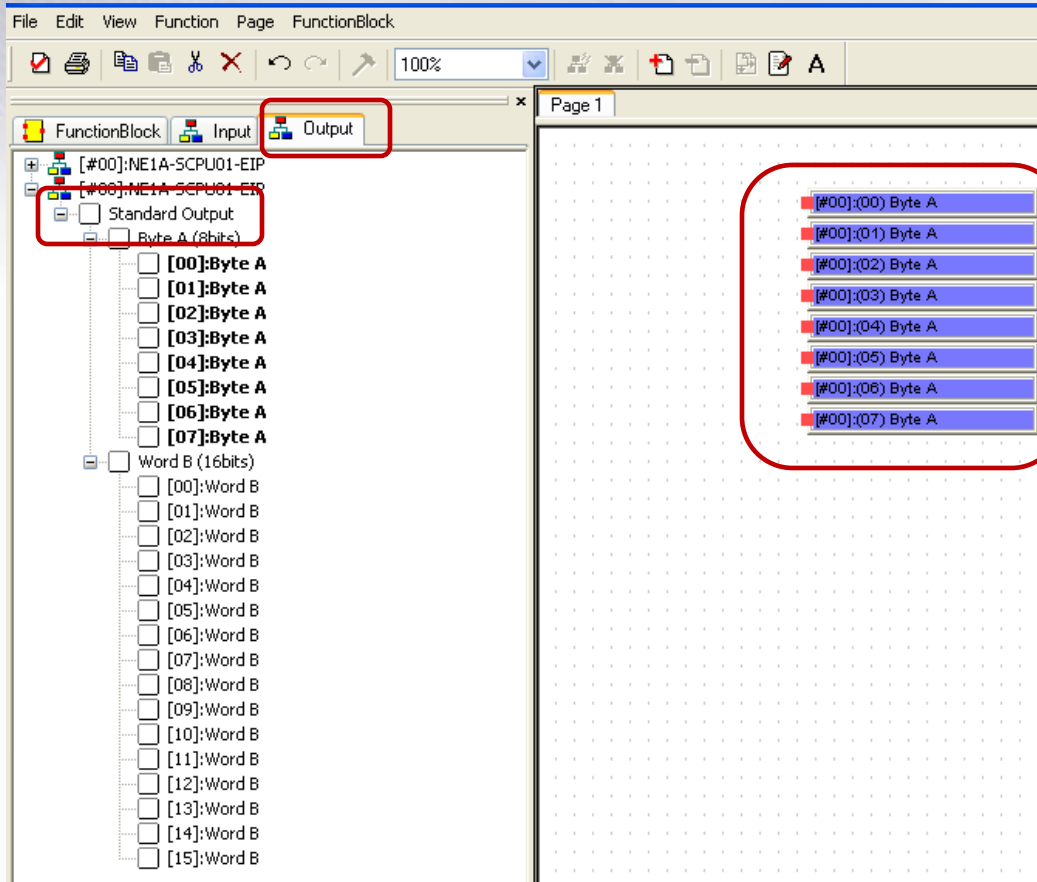 File Edit View Function Page FunctionBlock
100% A
FunctionBlock Input Output
[#00]:NE1A-SCPU01-EIP
[#00]:NE1A-SCPU01-EIP
Standard Output
Byte A (8bits)
[00]:Byte A
[01]:Byte A
[02]:Byte A
[03]:Byte A
[04]:Byte A
[05]:Byte A
[06]:Byte A
[07]:Byte A
Word B (16bits)
[00]:Word B
[01]:Word B
[02]:Word B
[03]:Word B
[04]:Word B
[05]:Word B
[06]:Word B
[07]:Word B
[08]:Word B
[09]:Word B
[10]:Word B
[11]:Word B
[12]:Word B
[13]:Word B
[14]:Word B
[15]:Word B
Page 1
[#00]:(00) Byte A
[#00]:(01) Byte A
[#00]:(02) Byte A
[#00]:(03) Byte A
[#00]:(04) Byte A
[#00]:(05) Byte A
[#00]:(06) Byte A
[#00]:(07) Byte A